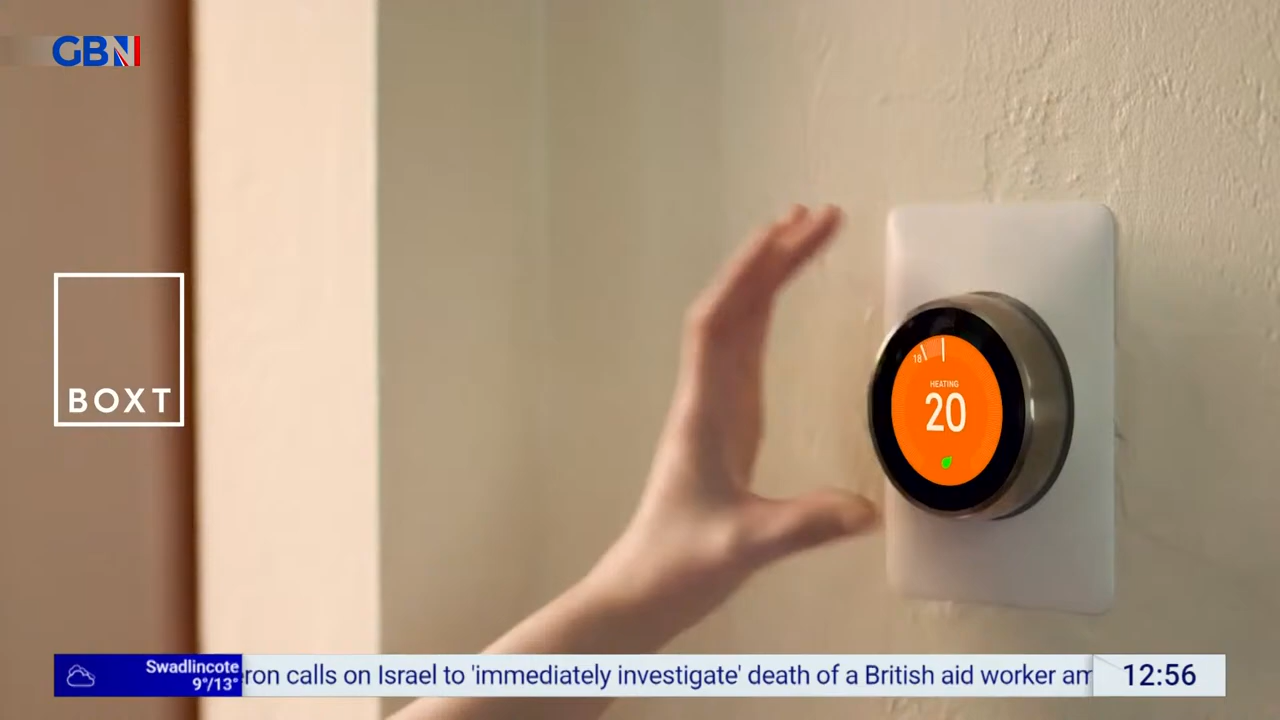 GBN
BOXT
18
HEATING
20
Swadlincote
9°/13°
ron calls on Israel to 'immediately investigate' death of a British aid worker am
12:56